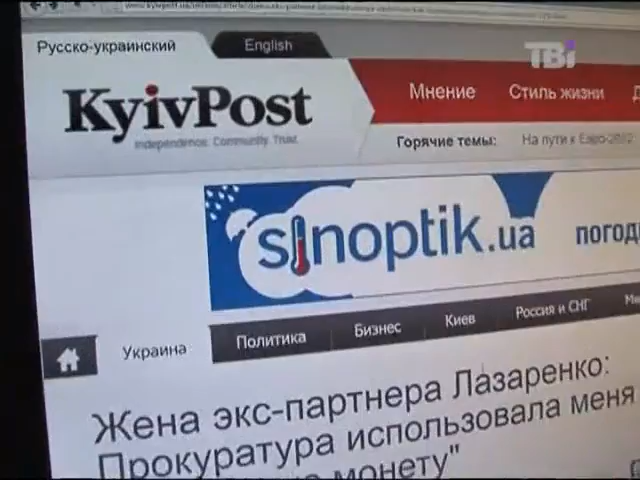 Русско-украинский English
твi
KyivPost
Independence. Community. Trust.
Мнение Стиль жизни
Горячие темы: На пути к Евро-2012
sinoptik.ua погод
Украина Политика Бизнес Киев Россия и СНГ
Жена экс-партнера Лазаренко:
Прокуратура использовала меня
монету"